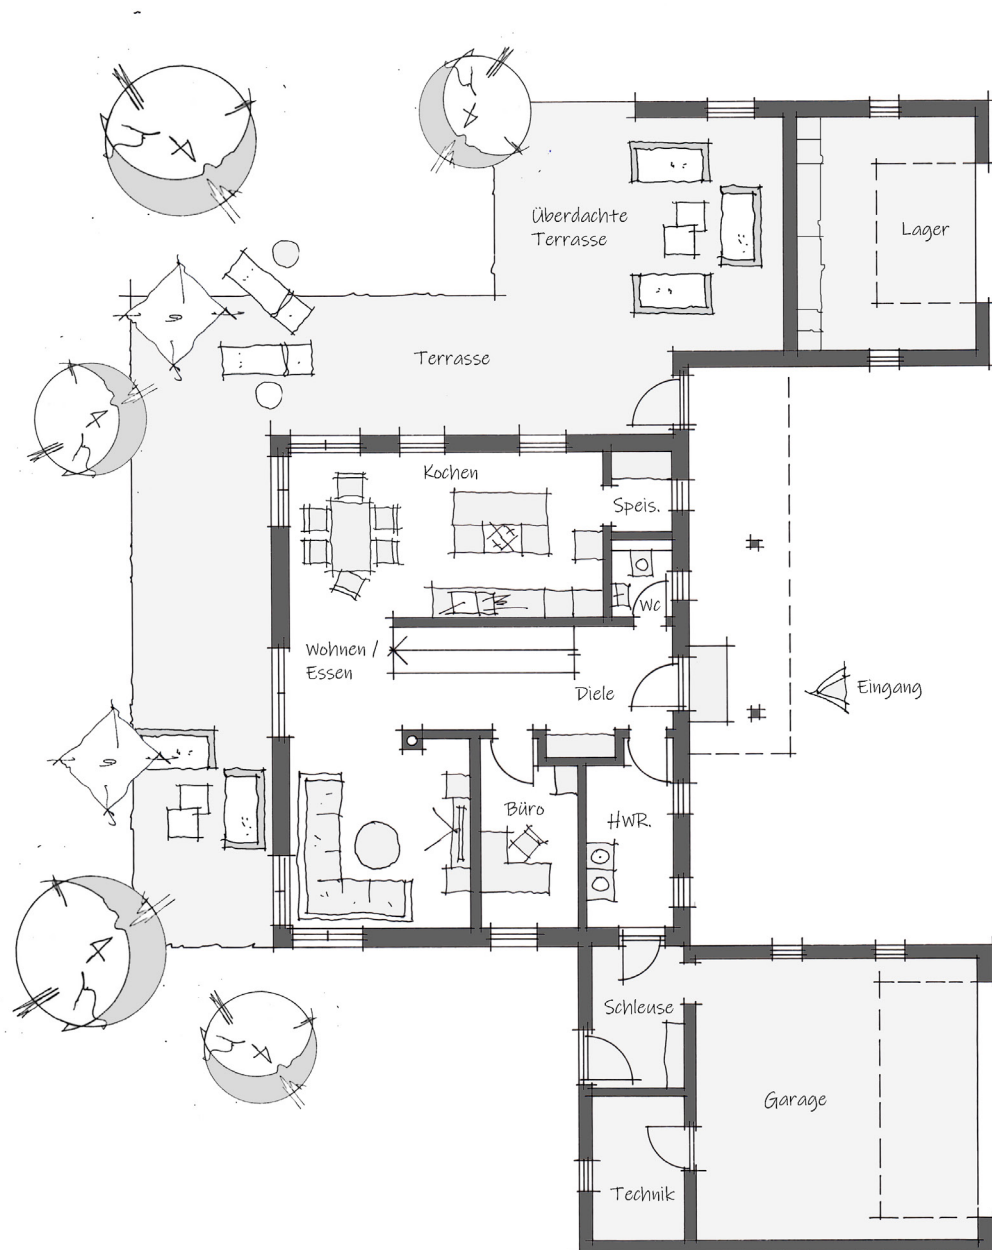 Überdachte
Terrasse
Lager
Terrasse
Kochen
Speis.
Wc
Wohnen /
Essen
Diele
Eingang
Büro
HWR.
Schleuse
Garage
Technik